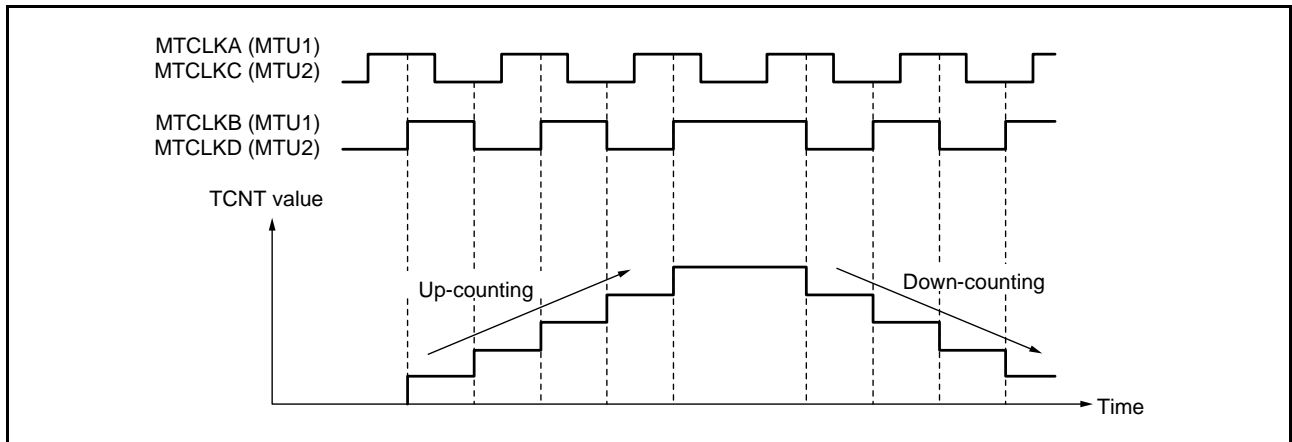 MTCLKA (MTU1)
MTCLKC (MTU2)
MTCLKB (MTU1)
MTCLKD (MTU2)
TCNT value
Up-counting
Down-counting
Time